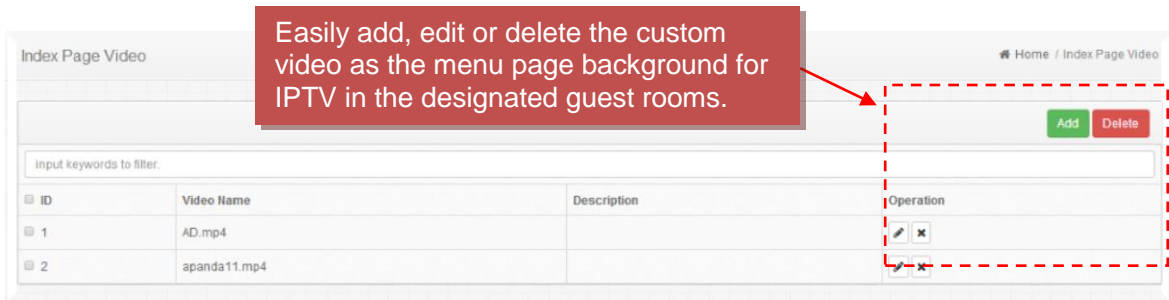 Easily add, edit or delete the custom
video as the menu page background for
IPTV in the designated guest rooms.
Index Page Video
Home / Index Page Video
Add Delete
input keywords to filter.
ID Video Name Description Operation
1 AD.mp4
2 apanda11.mp4